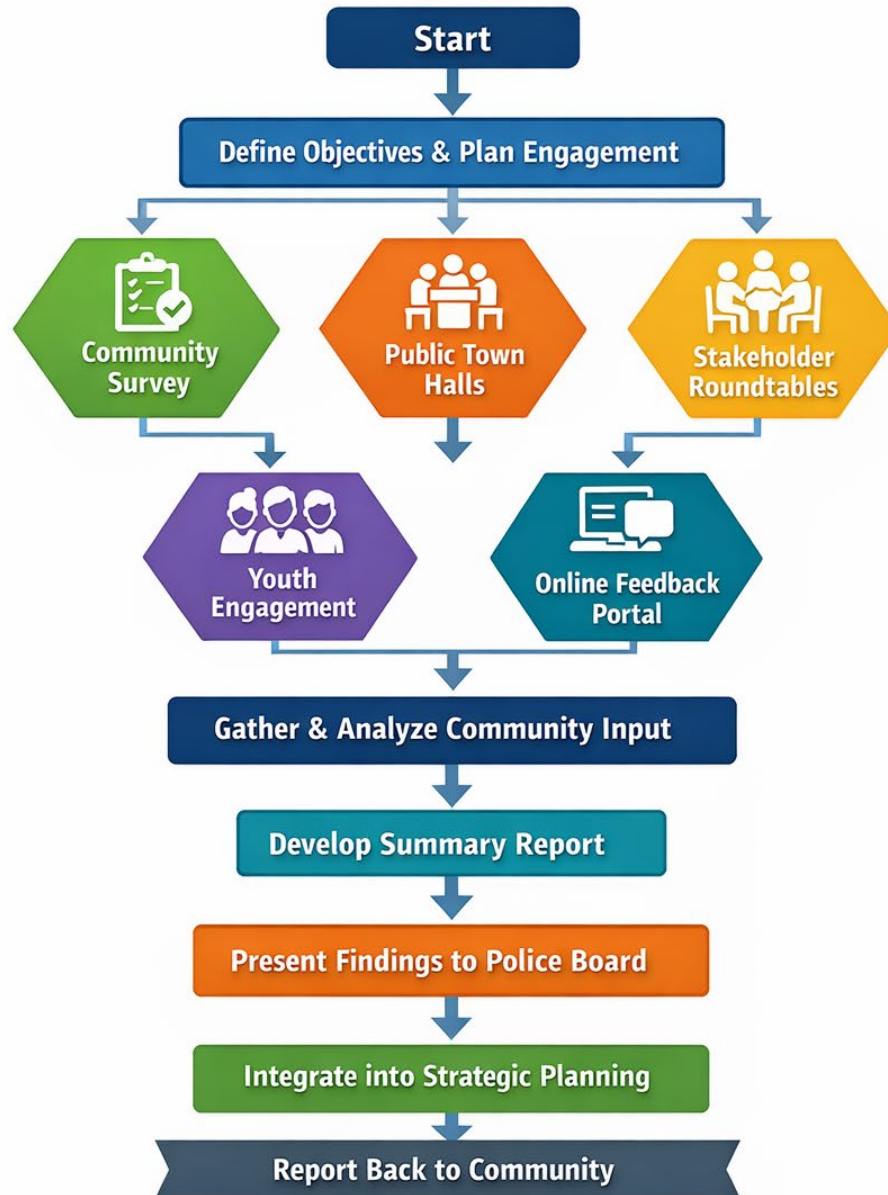 Start
Define Objectives & Plan Engagement
Community
Survey
Public Town
Halls
Stakeholder
Roundtables
Youth
Engagement
Online Feedback
Portal
Gather & Analyze Community Input
Develop Summary Report
Present Findings to Police Board
Integrate into Strategic Planning
Report Back to Community